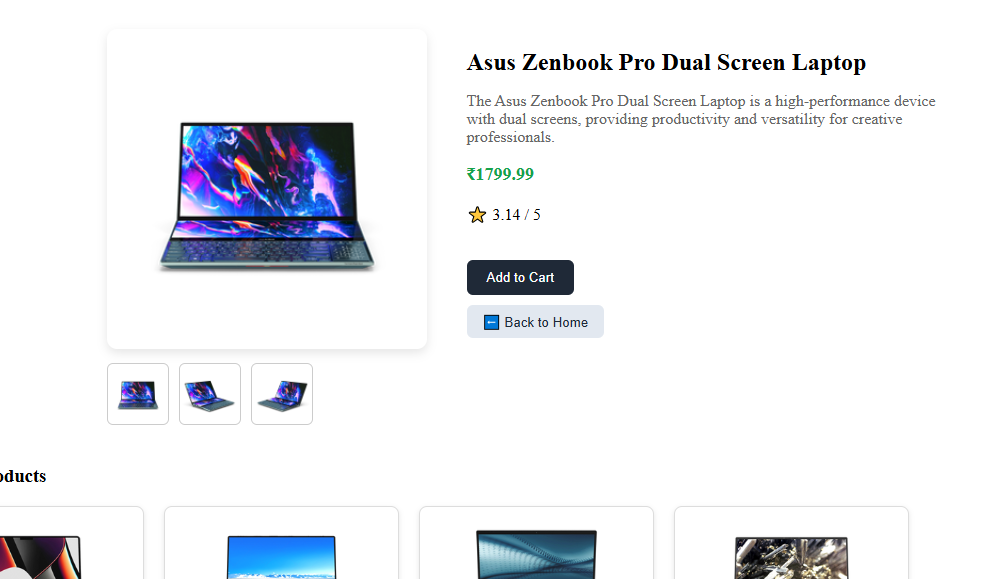 Asus Zenbook Pro Dual Screen Laptop
The Asus Zenbook Pro Dual Screen Laptop is a high-performance device
with dual screens, providing productivity and versatility for creative
professionals.
₹1799.99
3.14 / 5
Add to Cart
Back to Home
oducts